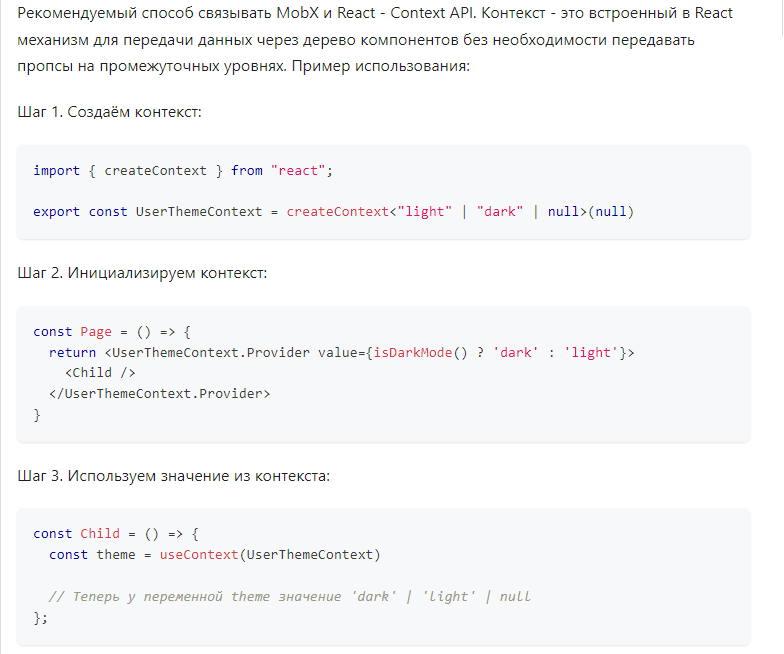 Рекомендуемый способ связывать MobX и React - Context API. Контекст - это встроенный в React
механизм для передачи данных через дерево компонентов без необходимости передавать
пропсы на промежуточных уровнях. Пример использования:
Шаг 1. Создаём контекст:
import { createContext } from "react";
export const UserThemeContext = createContext<"light" | "dark" | null>(null)
Шаг 2. Инициализируем контекст:
const Page = () => {
  return <UserThemeContext.Provider value={isDarkMode() ? 'dark' : 'light'}>
    <Child />
  </UserThemeContext.Provider>
}
Шаг 3. Используем значение из контекста:
const Child = () => {
  const theme = useContext(UserThemeContext)
  // Теперь у переменной theme значение 'dark' | 'light' | null
};